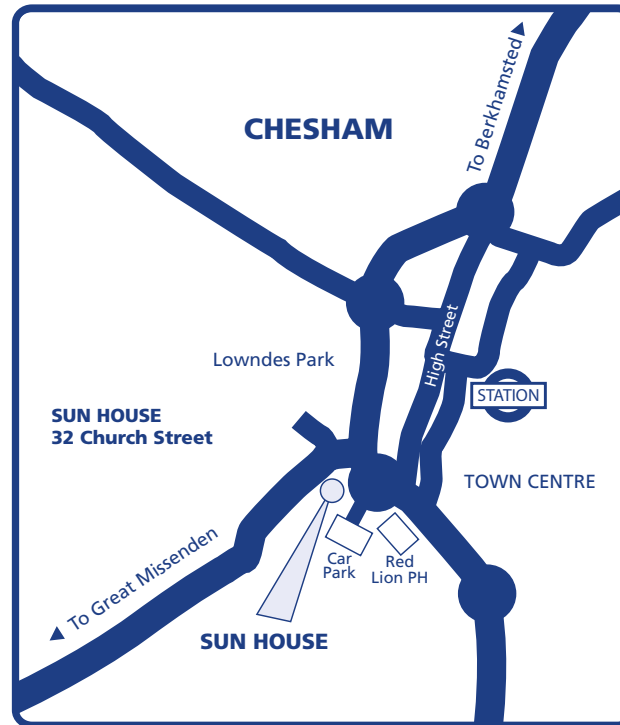 To Berkhamsted
CHESHAM
High Street
Lowndes Park
STATION
SUN HOUSE
32 Church Street
TOWN CENTRE
To Great Missenden
Car
Park
Red
Lion PH
SUN HOUSE